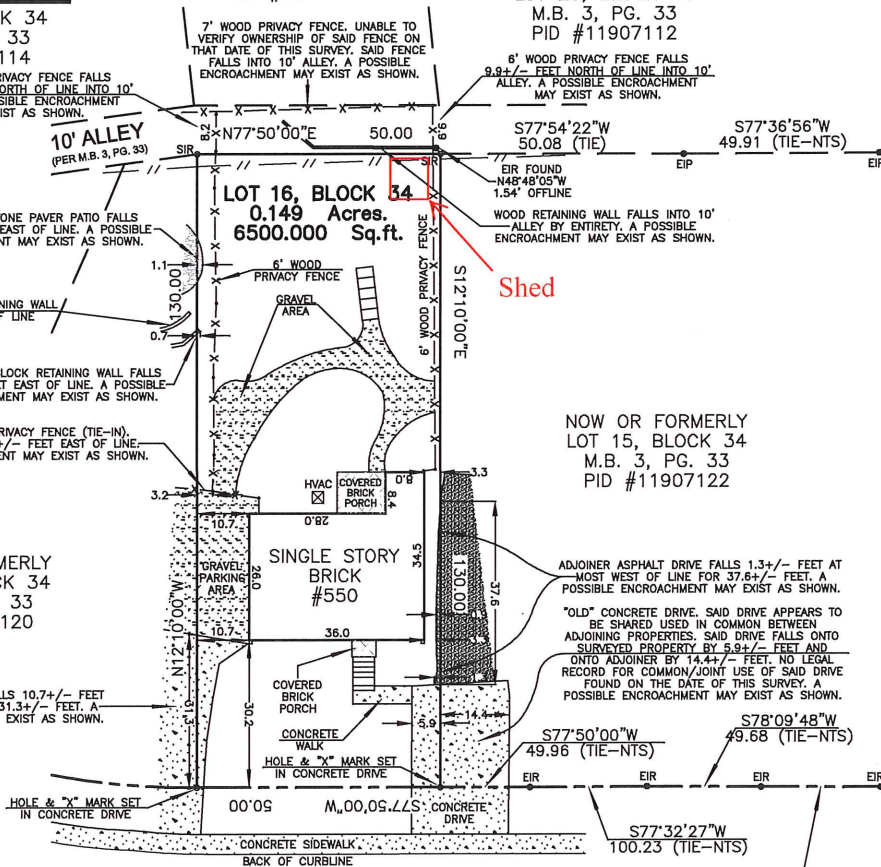 CK 34
33
114
7' WOOD PRIVACY FENCE. UNABLE TO
VERIFY OWNERSHIP OF SAID FENCE ON
THAT DATE OF THIS SURVEY. SAID FENCE
FALLS INTO 10' ALLEY. A POSSIBLE
ENCROACHMENT MAY EXIST AS SHOWN.
M.B. 3, PG. 33
PID #11907112
6' WOOD PRIVACY FENCE FALLS
9.9+/- FEET NORTH OF LINE INTO 10'
ALLEY. A POSSIBLE ENCROACHMENT
MAY EXIST AS SHOWN.
IVACY FENCE FALLS
ORTH OF LINE INTO 10'
SIBLE ENCROACHMENT
XIST AS SHOWN.
10' ALLEY
(PER M.B. 3, PG. 33)
8.2
N77°50'00"E
50.00
9.9
S77°54'22"W
50.08 (TIE)
S77°36'56"W
49.91 (TIE-NTS)
SIR
SIR
EIP
EIP
EIR FOUND
N48°48'05"W
1.54' OFFLINE
LOT 16, BLOCK 34
0.149 Acres.
6500.000 Sq.ft.
WOOD RETAINING WALL FALLS INTO 10'
ALLEY BY ENTIRETY. A POSSIBLE
ENCROACHMENT MAY EXIST AS SHOWN.
TONE PAVER PATIO FALLS
EAST OF LINE. A POSSIBLE
ENT MAY EXIST AS SHOWN.
1.1
130.00
6' WOOD
PRIVACY FENCE
6' WOOD PRIVACY FENCE
S12°10'00"E
Shed
GRAVEL
AREA
INING WALL
F LINE
0.7
LOCK RETAINING WALL FALLS
T EAST OF LINE. A POSSIBLE
MENT MAY EXIST AS SHOWN.
NOW OR FORMERLY
LOT 15, BLOCK 34
M.B. 3, PG. 33
PID #11907122
RIVACY FENCE (TIE-IN).
+/- FEET EAST OF LINE.
ENT MAY EXIST AS SHOWN.
3.2
HVAC
COVERED
BRICK
PORCH
8.0
8.4
3.3
10.7
28.0
SINGLE STORY
BRICK
#550
34.5
130.00
37.6
GRAVEL
PARKING
AREA
26.0
MERLY
CK 34
33
120
N12°10'00"W
10.7
36.0
ADJOINER ASPHALT DRIVE FALLS 1.3+/- FEET AT
MOST WEST OF LINE FOR 37.6+/- FEET. A
POSSIBLE ENCROACHMENT MAY EXIST AS SHOWN.
"OLD" CONCRETE DRIVE. SAID DRIVE APPEARS TO
BE SHARED USED IN COMMON BETWEEN
ADJOINING PROPERTIES. SAID DRIVE FALLS ONTO
SURVEYED PROPERTY BY 5.9+/- FEET AND
ONTO ADJOINER BY 14.4+/- FEET. NO LEGAL
RECORD FOR COMMON/JOINT USE OF SAID DRIVE
FOUND ON THE DATE OF THIS SURVEY. A
POSSIBLE ENCROACHMENT MAY EXIST AS SHOWN.
LLS 10.7+/- FEET
31.3+/- FEET. A
EXIST AS SHOWN.
31.3
30.2
COVERED
BRICK
PORCH
CONCRETE
WALK
5.9
14.4
HOLE & "X" MARK SET
IN CONCRETE DRIVE
S77°50'00"W
49.96 (TIE-NTS)
S78°09'48"W
49.68 (TIE-NTS)
EIR
EIR
EIR
EIR
HOLE & "X" MARK SET
IN CONCRETE DRIVE
50.00
S77°50'00"W
CONCRETE
DRIVE
S77°32'27"W
100.23 (TIE-NTS)
CONCRETE SIDEWALK
BACK OF CURBLINE